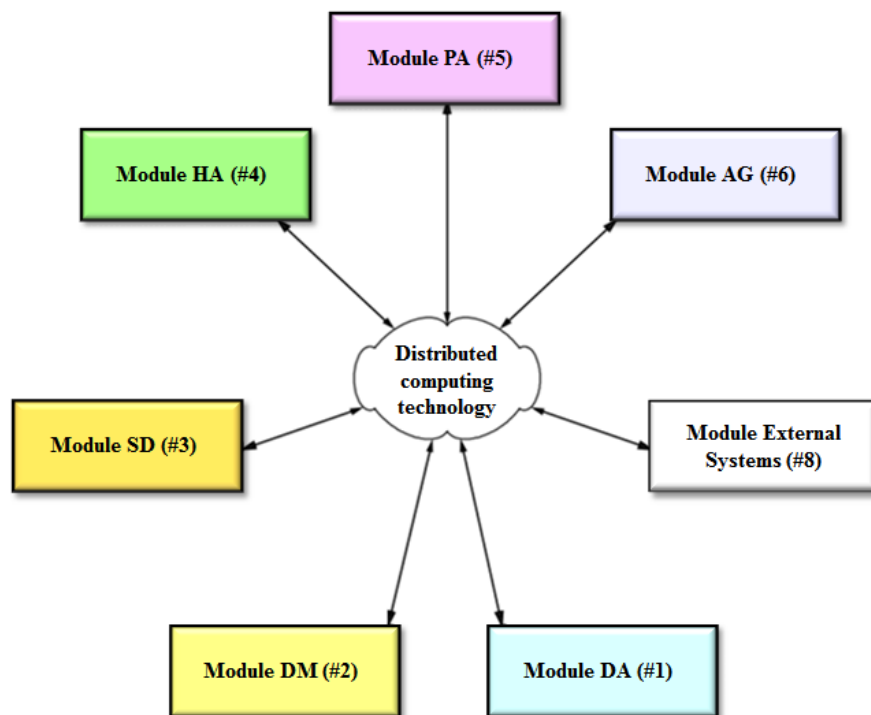 Module PA (#5)
Module HA (#4)
Module AG (#6)
Distributed
computing
technology
Module SD (#3)
Module External
Systems (#8)
Module DM (#2)
Module DA (#1)